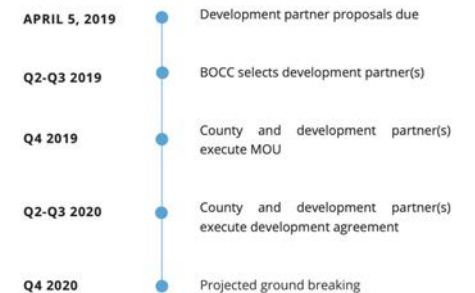 APRIL 5, 2019 Development partner proposals due
Q2-Q3 2019 BOCC selects development partner(s)
Q4 2019 County and development partner(s)
execute MOU
Q2-Q3 2020 County and development partner(s)
execute development agreement
Q4 2020 Projected ground breaking